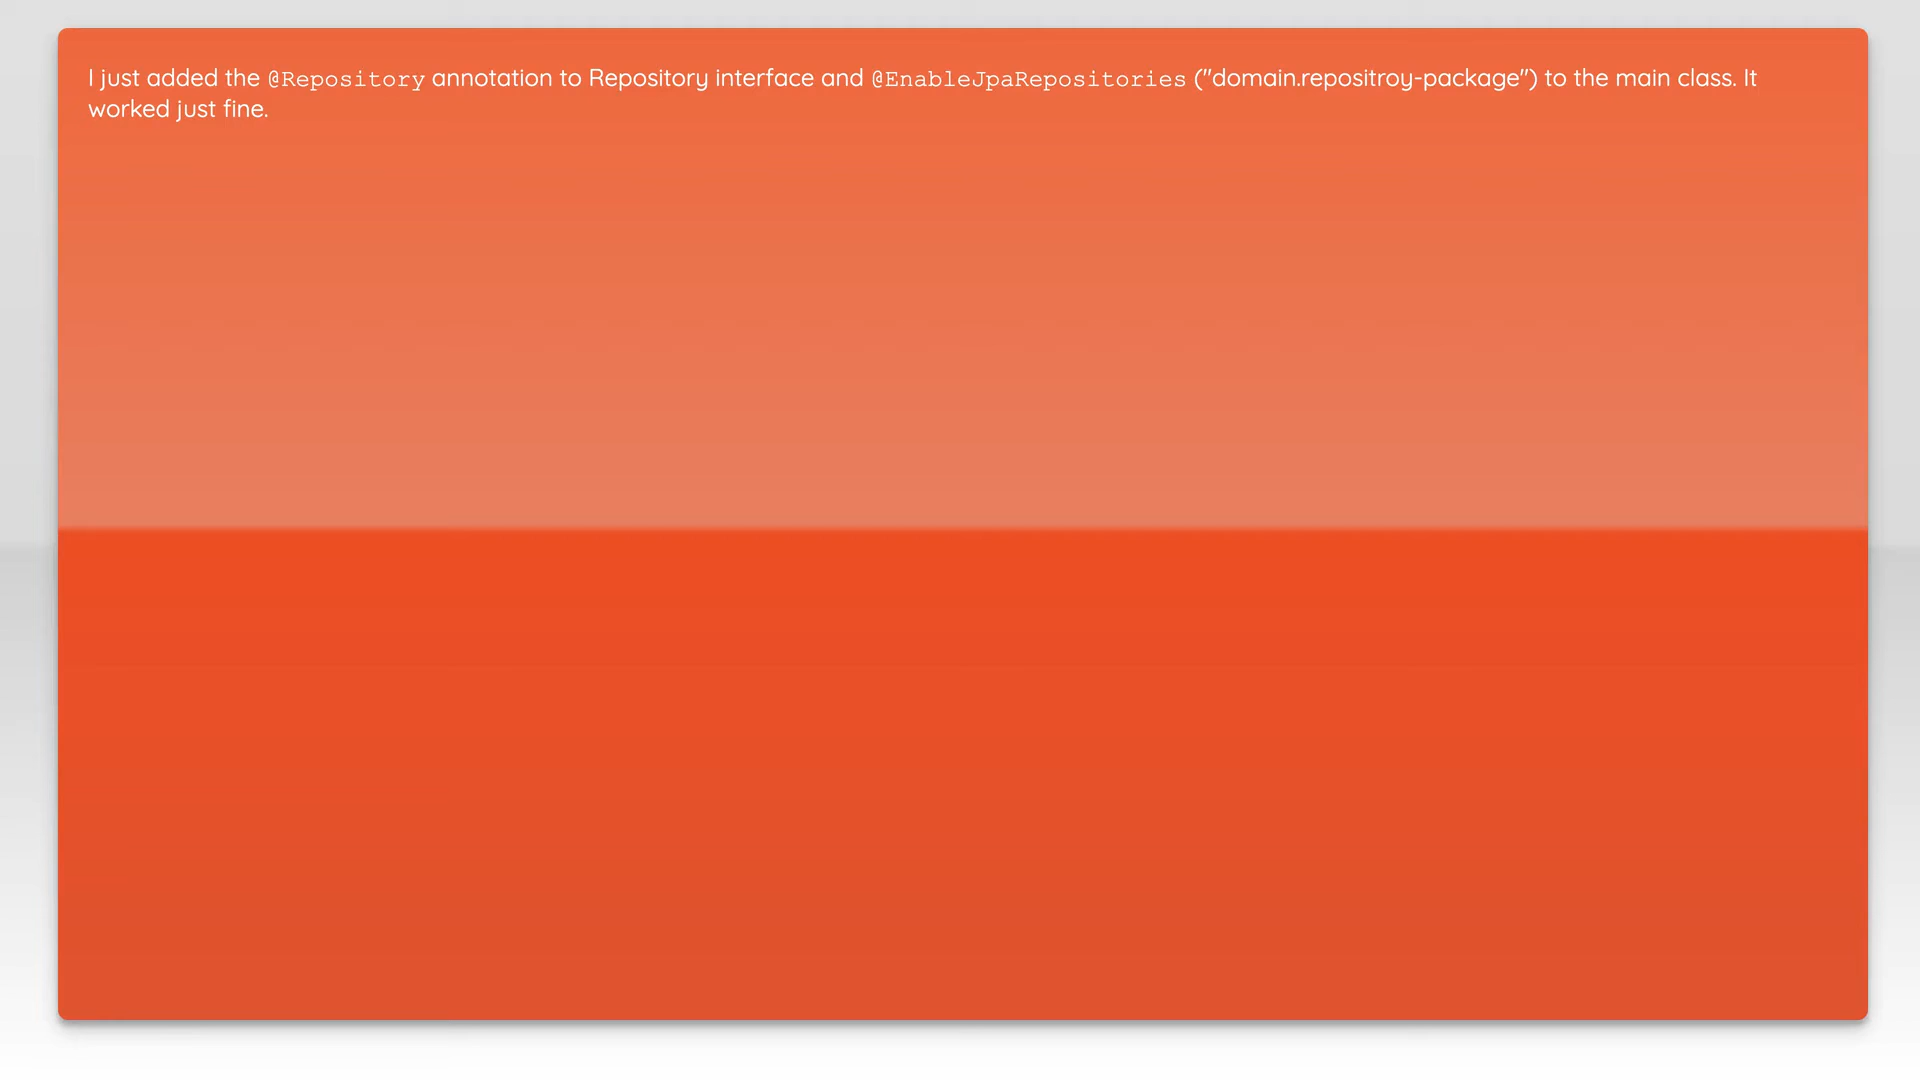 I just added the @Repository annotation to Repository interface and @EnableJpaRepositories ("domain.repositroy-package") to the main class. It
worked just fine.